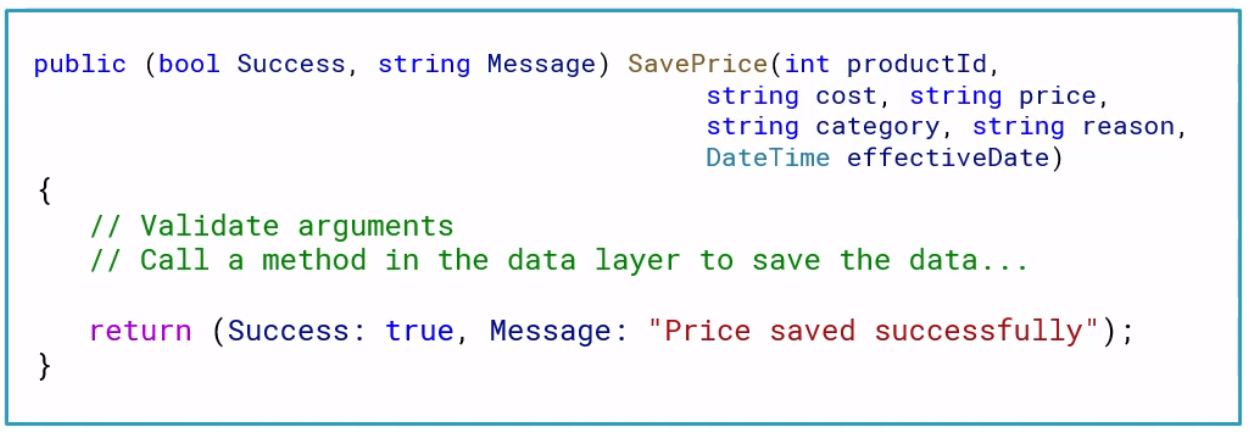 public (bool Success, string Message) SavePrice(int productId,
string cost, string price,
string category, string reason,
DateTime effectiveDate)
{
// Validate arguments
// Call a method in the data layer to save the data...
return (Success: true, Message: "Price saved successfully");
}